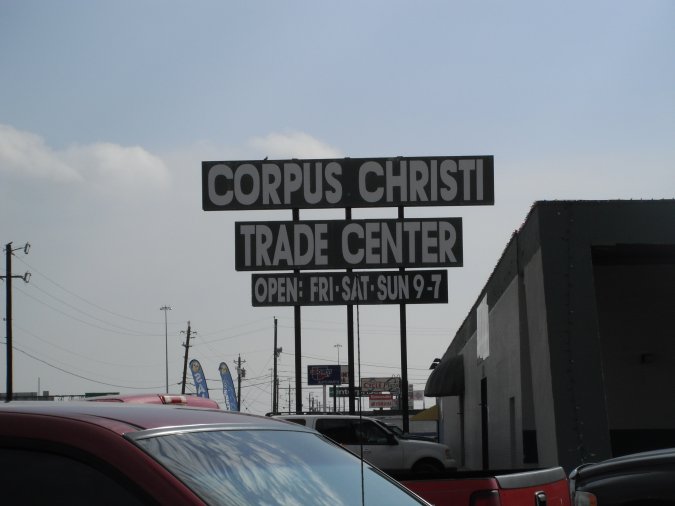 CORPUS CHRISTI
TRADE CENTER
OPEN: FRI·SAT·SUN 9-7